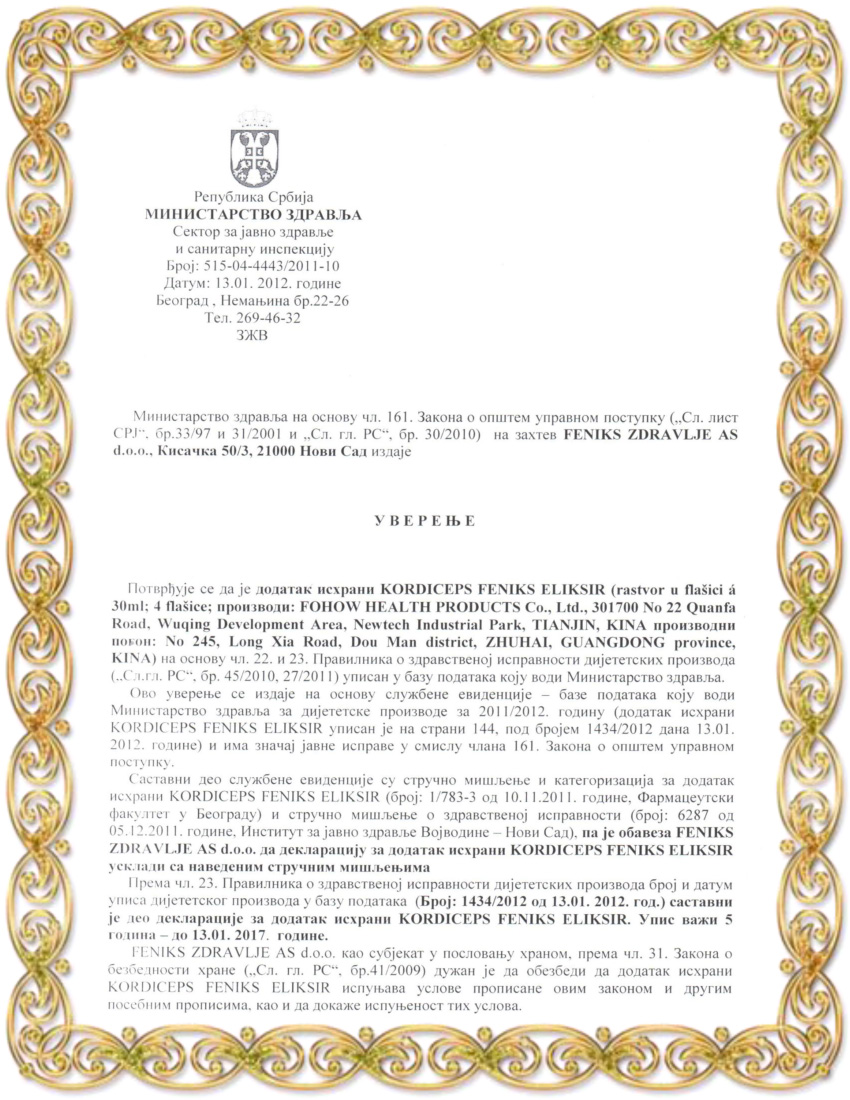 Република Србија
МИНИСТАРСТВО ЗДРАВЉА
Сектор за јавно здравље
и санитарну инспекцију
Број: 515-04-4443/2011-10
Датум: 13.01. 2012. године
Београд , Немањина бр.22-26
Тел. 269-46-32
ЗЖВ
Министарство здравља на основу чл. 161. Закона о општем управном поступку („Сл. лист
СРЈ“, бр.33/97 и 31/2001 и „Сл. гл. РС“, бр. 30/2010) на захтев FENIKS ZDRAVLJE AS
d.o.o., Кисачка 50/3, 21000 Нови Сад издаје
У В Е Р Е Њ Е
Потврђује се да је додатак исхрани KORDICEPS FENIKS ELIKSIR (rastvor u flašici á
30ml; 4 flašice; производи: FOHOW HEALTH PRODUCTS Co., Ltd., 301700 No 22 Quanfa
Road, Wuqing Development Area, Newtech Industrial Park, TIANJIN, KINA производни
погон: No 245, Long Xia Road, Dou Man district, ZHUHAI, GUANGDONG province,
KINA) на основу чл. 22. и 23. Правилника о здравственој исправности дијететских производа
(„Сл.гл. РС“, бр. 45/2010, 27/2011) уписан у базу података коју води Министарство здравља.
Ово уверење се издаје на основу службене евиденције – базе података коју води
Министарство здравља за дијететске производе за 2011/2012. годину (додатак исхрани
KORDICEPS FENIKS ELIKSIR уписан је на страни 144, под бројем 1434/2012 дана 13.01.
2012. године) и има значај јавне исправе у смислу члана 161. Закона о општем управном
поступку.
Саставни део службене евиденције су стручно мишљење и категоризација за додатак
исхрани KORDICEPS FENIKS ELIKSIR (број: 1/783-3 од 10.11.2011. године, Фармацеутски
факултет у Београду) и стручно мишљење о здравственој исправности (број: 6287 од
05.12.2011. године, Институт за јавно здравље Војводине – Нови Сад), па је обавеза FENIKS
ZDRAVLJE AS d.o.o. да декларацију за додатак исхрани KORDICEPS FENIKS ELIKSIR
усклади са наведеним стручним мишљењима
Према чл. 23. Правилника о здравственој исправности дијететских производа број и датум
уписа дијететског производа у базу података (Број: 1434/2012 од 13.01. 2012. год.) саставни
је део декларације за додатак исхрани KORDICEPS FENIKS ELIKSIR. Упис важи 5
година – до 13.01. 2017. године.
FENIKS ZDRAVLJE AS d.o.o. као субјекат у пословању храном, према чл. 31. Закона о
безбедности хране („Сл. гл. РС“, бр.41/2009) дужан је да обезбеди да додатак исхрани
KORDICEPS FENIKS ELIKSIR испуњава услове прописане овим законом и другим
посебним прописима, као и да докаже испуњеност тих услова.